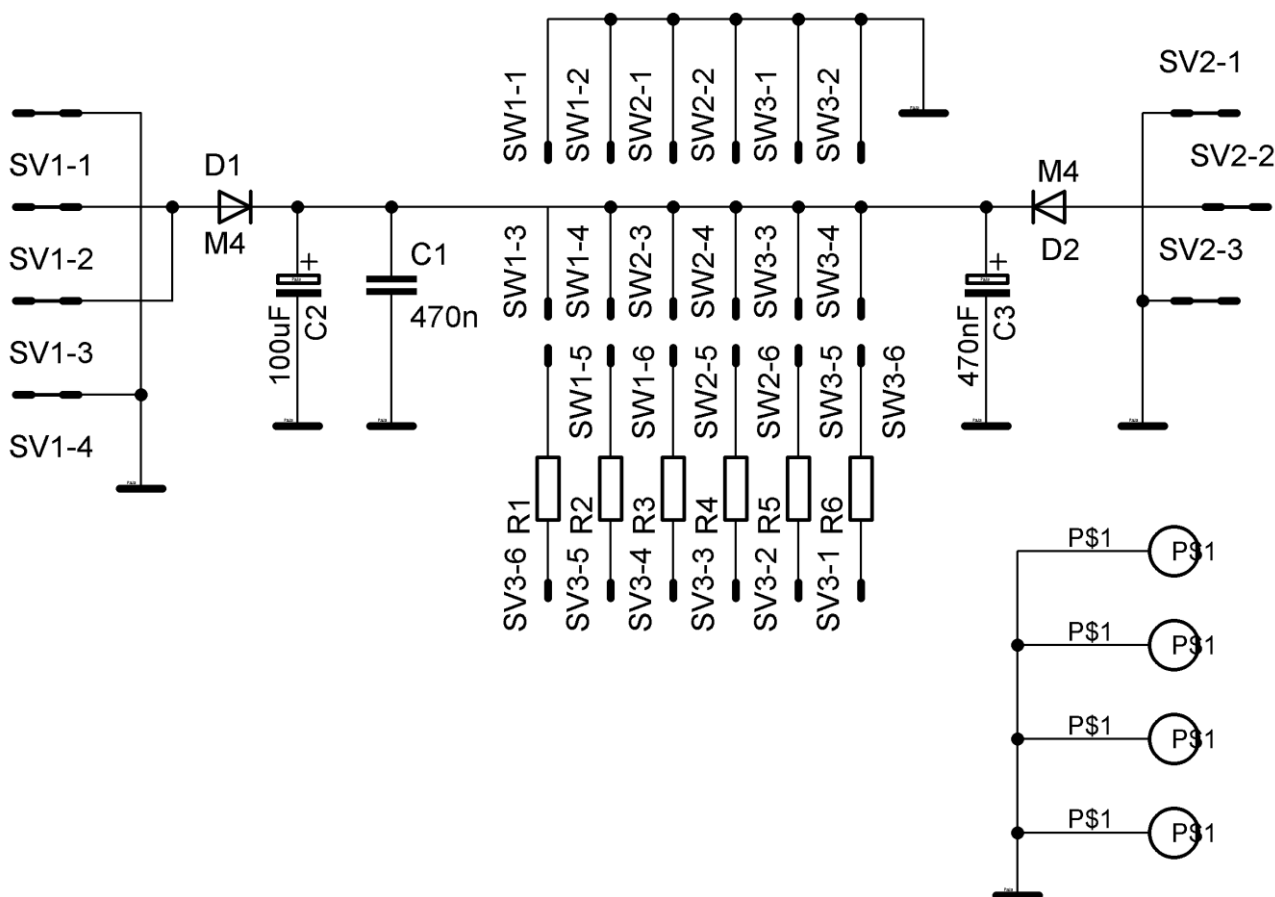 SW1-1
SW1-2
SW2-1
SW2-2
SW3-1
SW3-2
SV2-1
SV1-1
D1
M4
SV2-2
M4
D2
SV1-2
SW1-3
SW1-4
SW2-3
SW2-4
SW3-3
SW3-4
SV2-3
C1
470n
+
100uF
C2
+
470nF
C3
SV1-3
SW1-5
SW1-6
SW2-5
SW2-6
SW3-5
SW3-6
SV1-4
R1
R2
R3
R4
R5
R6
SV3-6
SV3-5
SV3-4
SV3-3
SV3-2
SV3-1
P$1
P$1
P$1
P$1
P$1
P$1
P$1
P$1